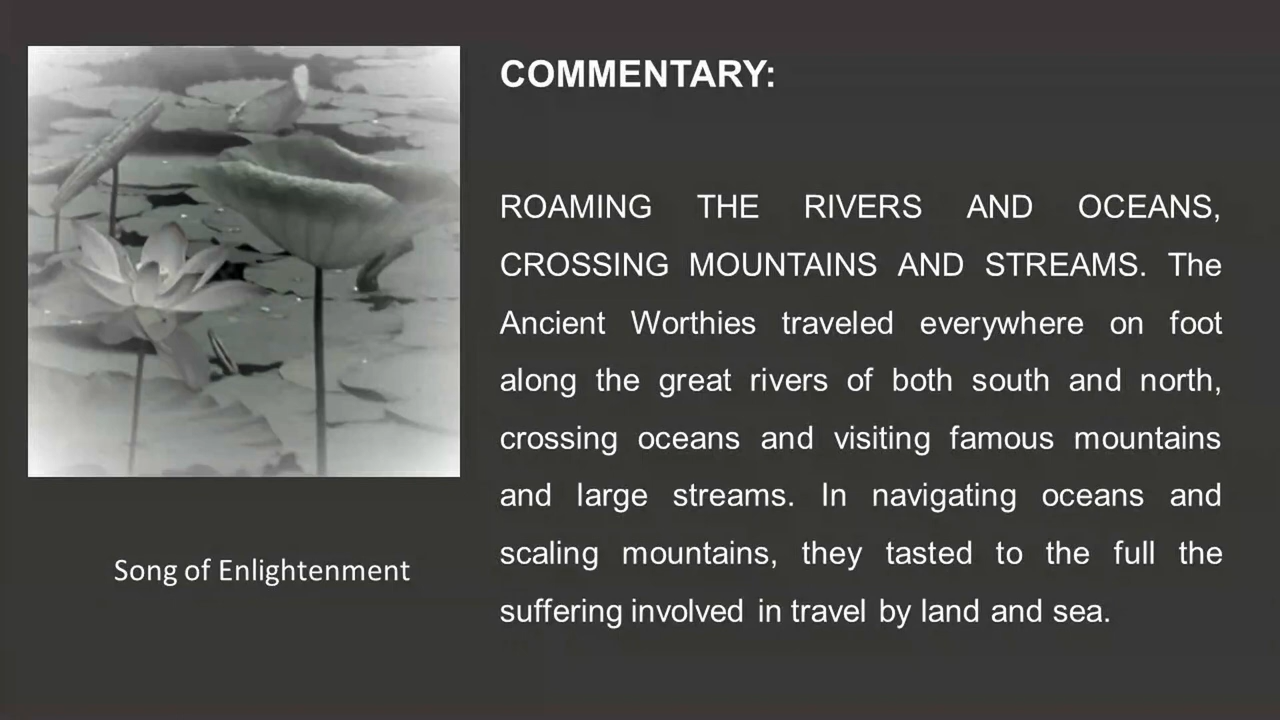 COMMENTARY:
ROAMING THE RIVERS AND OCEANS,
CROSSING MOUNTAINS AND STREAMS. The
Ancient Worthies traveled everywhere on foot
along the great rivers of both south and north,
crossing oceans and visiting famous mountains
and large streams. In navigating oceans and
scaling mountains, they tasted to the full the
suffering involved in travel by land and sea.
Song of Enlightenment